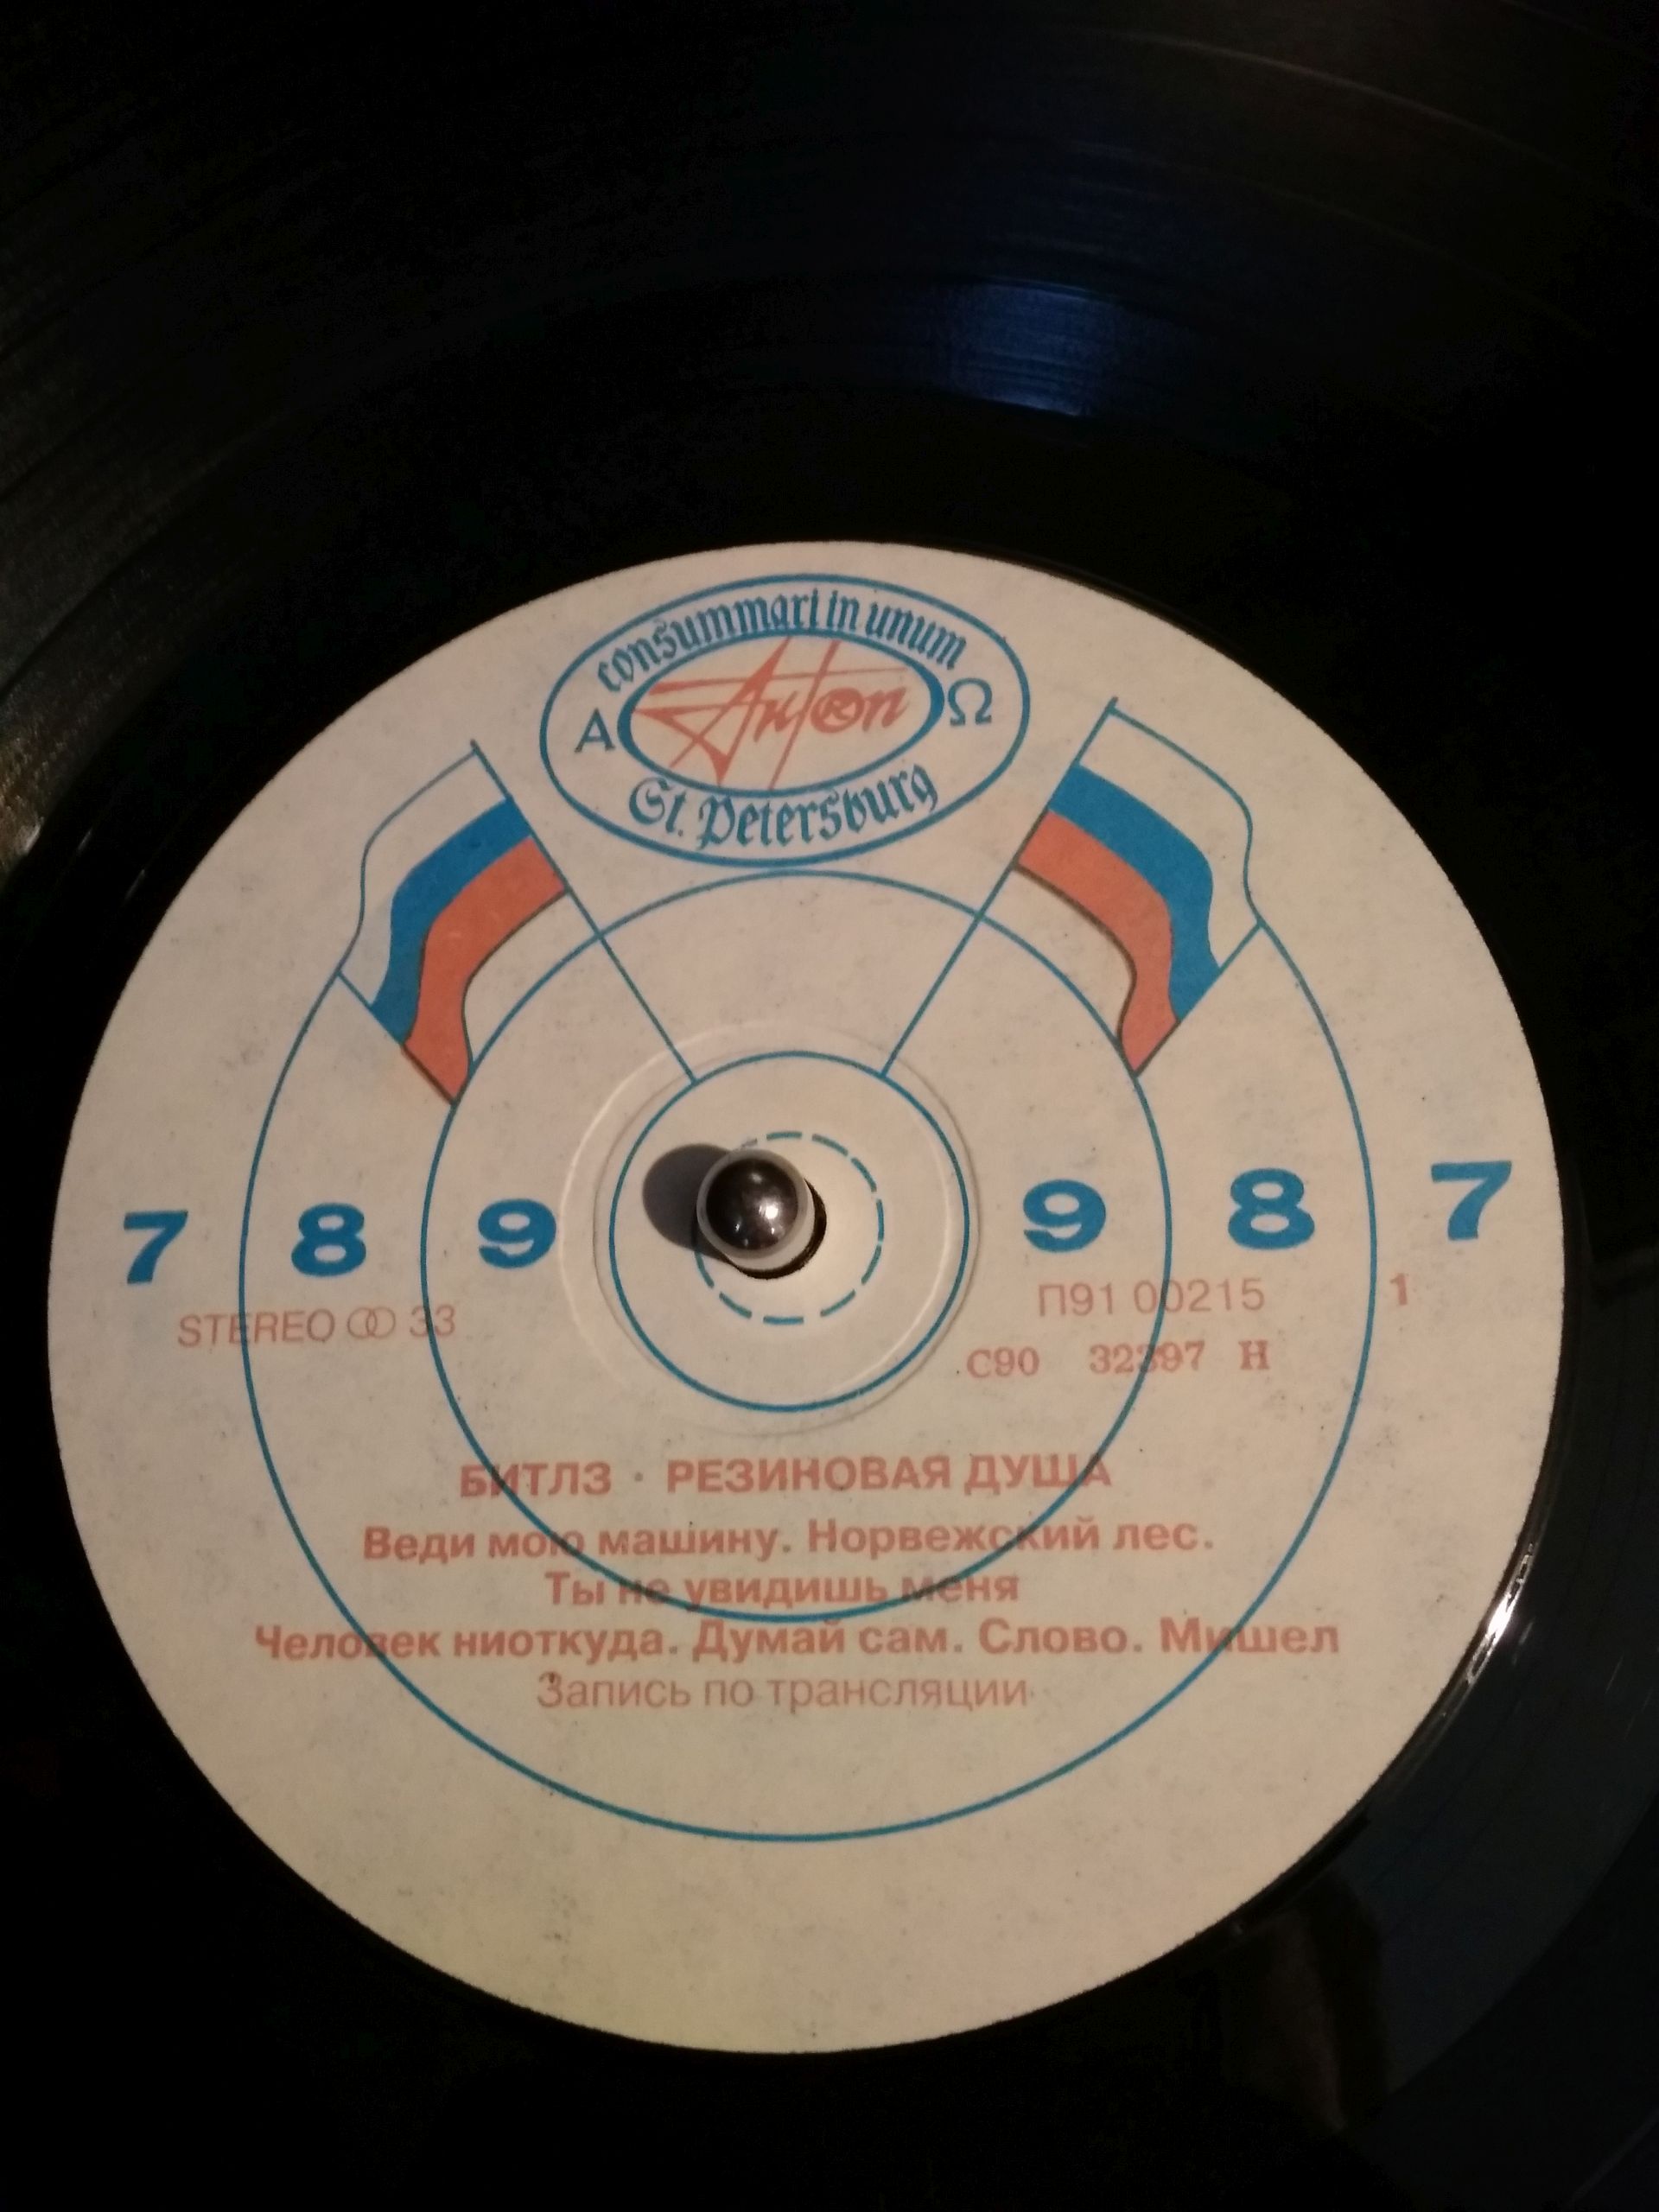 consummari in unum
А Антоп Ω
St. Petersburg
7 8 9 9 8 7
STEREO 33
П91 00215 1
С90 32397 Н
БИТЛЗ · РЕЗИНОВАЯ ДУША
Веди мою машину. Норвежский лес.
Ты не увидишь меня
Человек ниоткуда. Думай сам. Слово. Мишел
Запись по трансляции